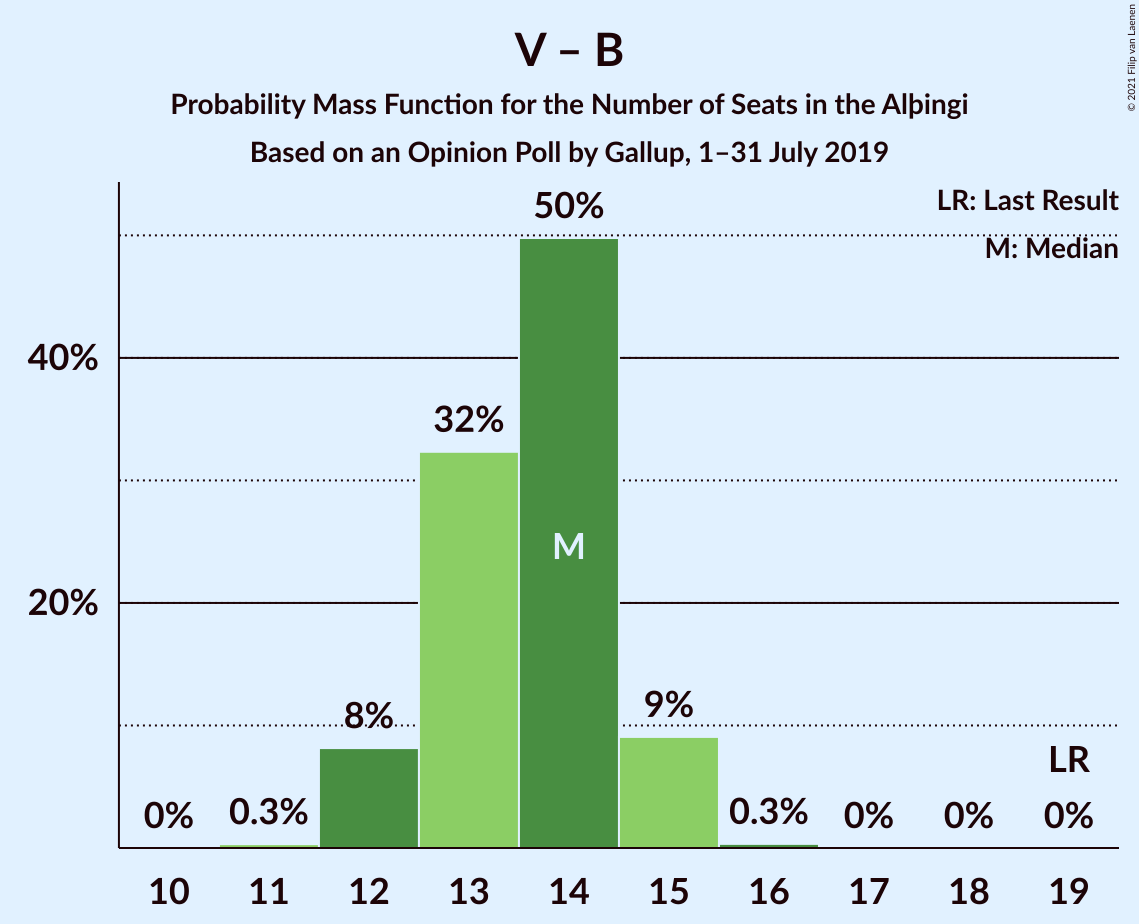 V – B
Probability Mass Function for the Number of Seats in the Alþingi
Based on an Opinion Poll by Gallup, 1–31 July 2019
© 2021 Filip van Laenen
LR: Last Result
M: Median
50%
40%
32%
M
20%
9%
8%
LR
0% 0.3% 0.3% 0% 0% 0%
10 11 12 13 14 15 16 17 18 19